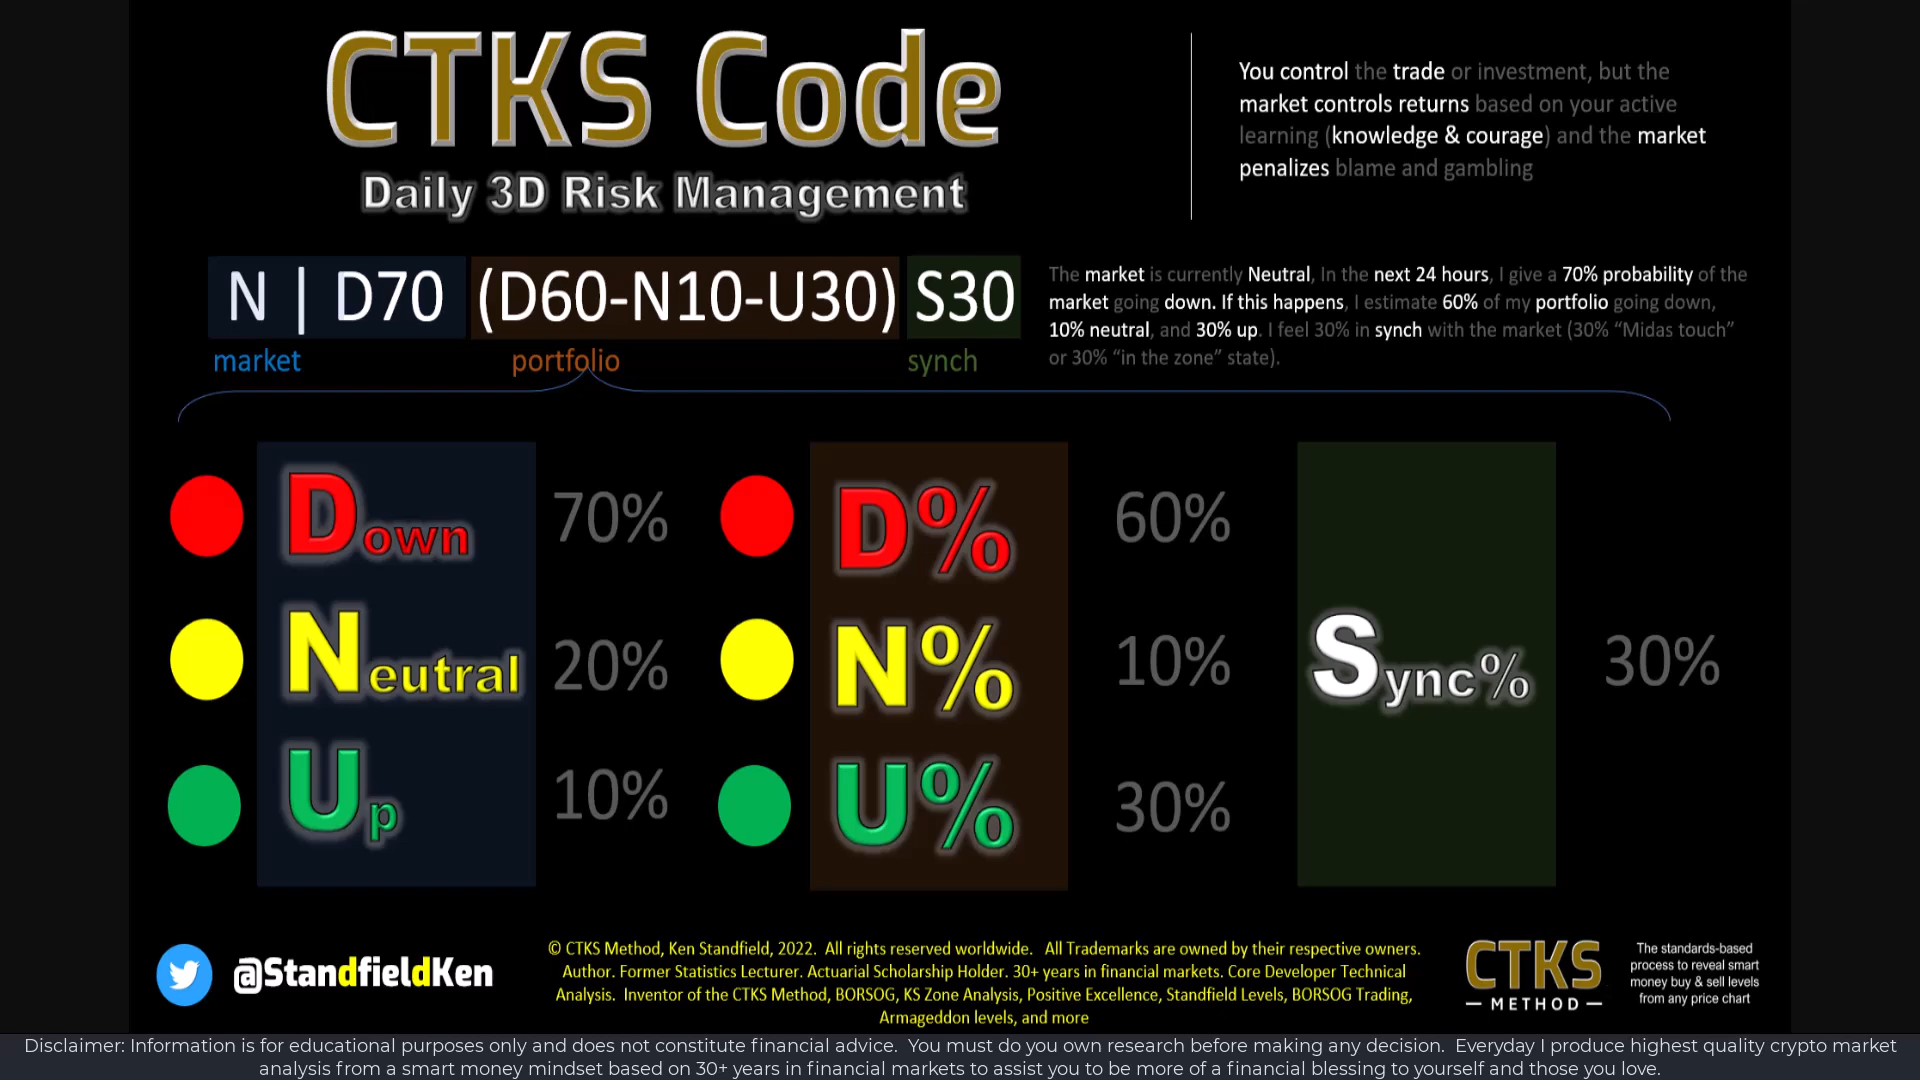 CTKS Code
Daily 3D Risk Management
You control the trade or investment, but the
market controls returns based on your active
learning (knowledge & courage) and the market
penalizes blame and gambling
N | D70 (D60-N10-U30) S30
market portfolio synch
The market is currently Neutral, In the next 24 hours, I give a 70% probability of the
market going down. If this happens, I estimate 60% of my portfolio going down,
10% neutral, and 30% up. I feel 30% in synch with the market (30% “Midas touch”
or 30% “in the zone” state).
Down 70% D% 60%
Neutral 20% N% 10% Sync% 30%
Up 10% U% 30%
@StandfieldKen
© CTKS Method, Ken Standfield, 2022. All rights reserved worldwide. All Trademarks are owned by their respective owners.
Author. Former Statistics Lecturer. Actuarial Scholarship Holder. 30+ years in financial markets. Core Developer Technical
Analysis. Inventor of the CTKS Method, BORSOG, KS Zone Analysis, Positive Excellence, Standfield Levels, BORSOG Trading,
Armageddon levels, and more
CTKS
METHOD
The standards-based
process to reveal smart
money buy & sell levels
from any price chart
Disclaimer: Information is for educational purposes only and does not constitute financial advice. You must do you own research before making any decision. Everyday I produce highest quality crypto market
analysis from a smart money mindset based on 30+ years in financial markets to assist you to be more of a financial blessing to yourself and those you love.